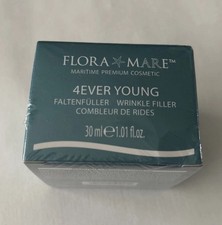 FLORA ★ MARE™
MARITIME PREMIUM COSMETIC
4EVER YOUNG
FALTENFÜLLER WRINKLE FILLER
COMBLEUR DE RIDES
30 ml ℮ 1.01 fl.oz.